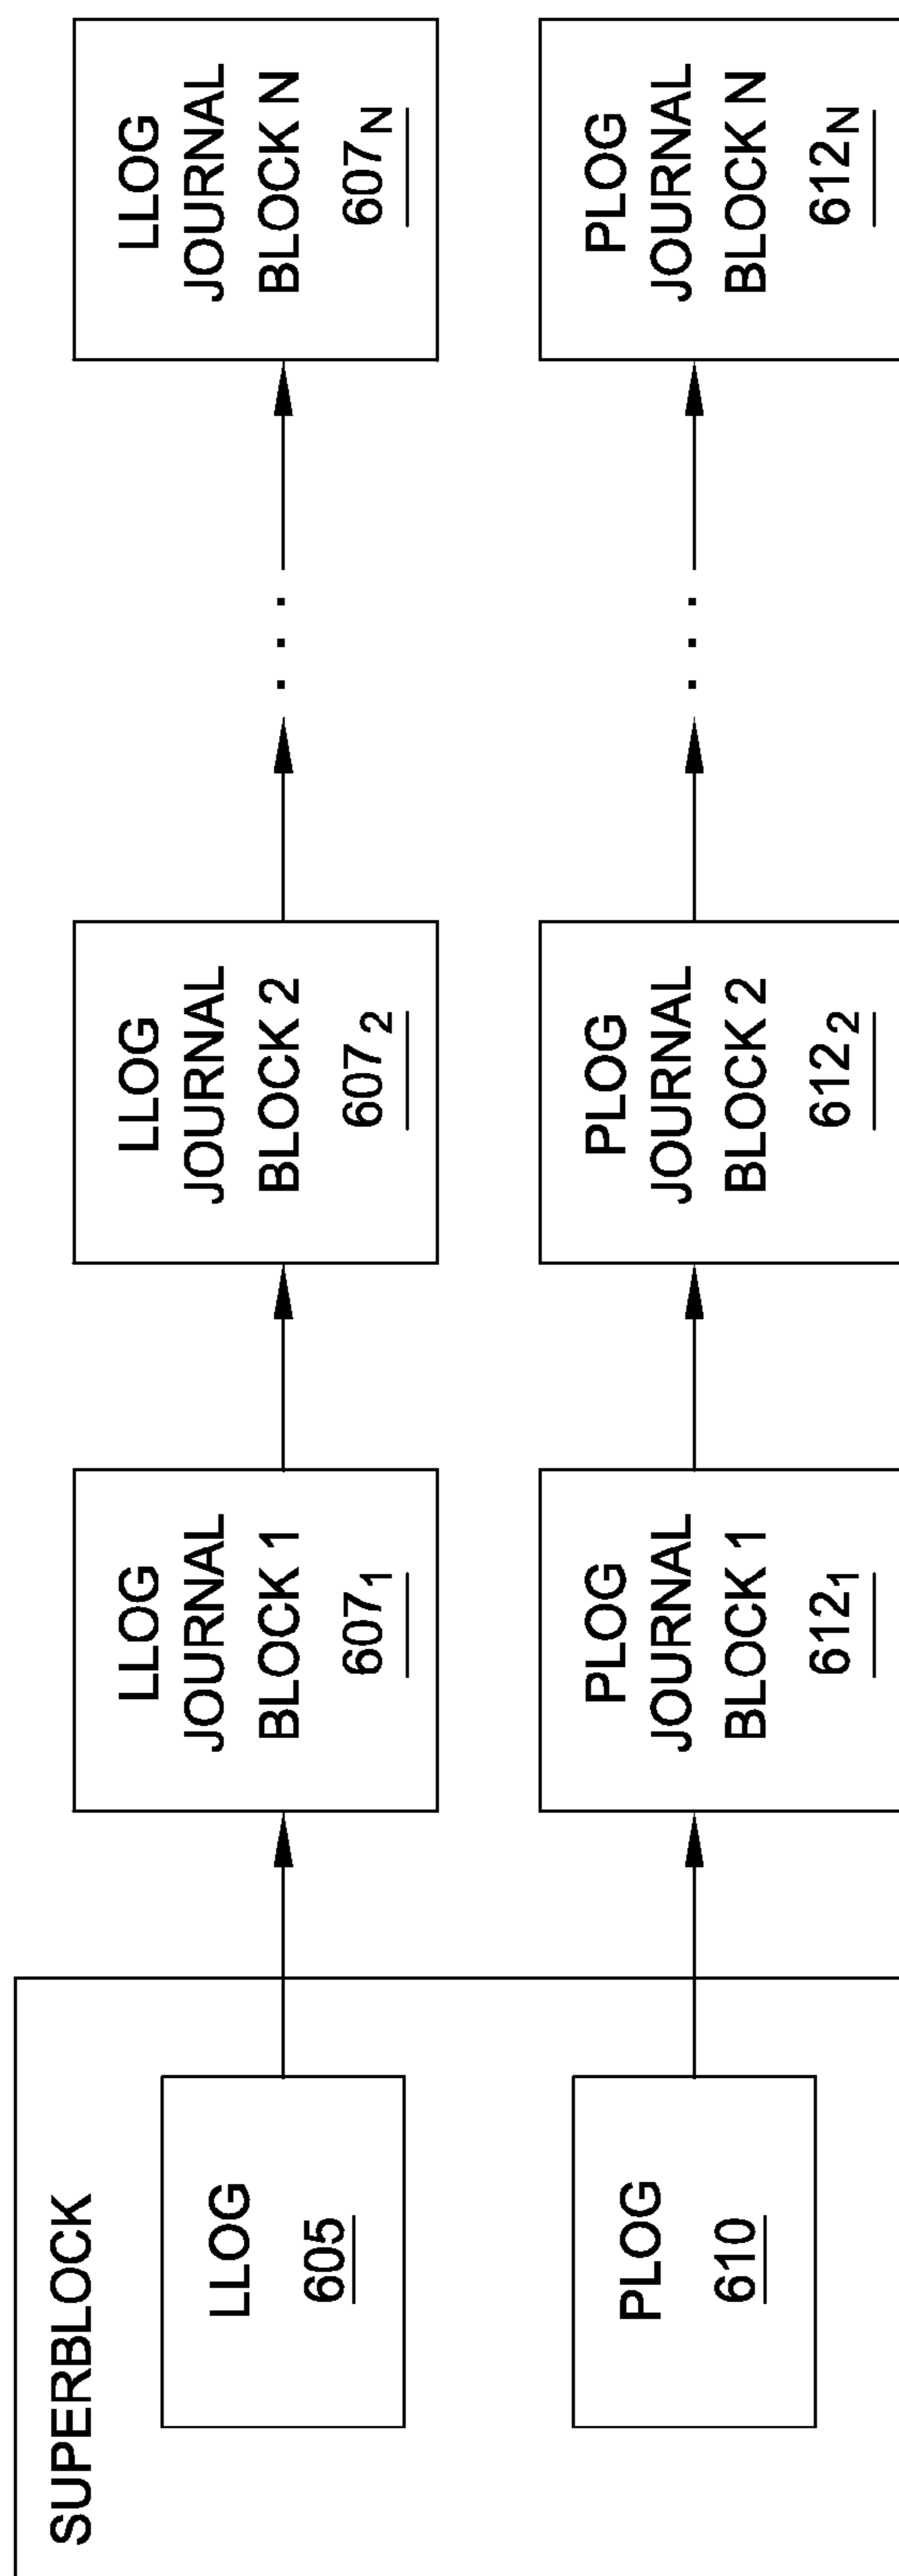 SUPERBLOCK
LLOG
605
LLOG
JOURNAL
BLOCK 1
607₁
LLOG
JOURNAL
BLOCK 2
607₂
. . .
LLOG
JOURNAL
BLOCK N
607N
PLOG
610
PLOG
JOURNAL
BLOCK 1
612₁
PLOG
JOURNAL
BLOCK 2
612₂
. . .
PLOG
JOURNAL
BLOCK N
612N